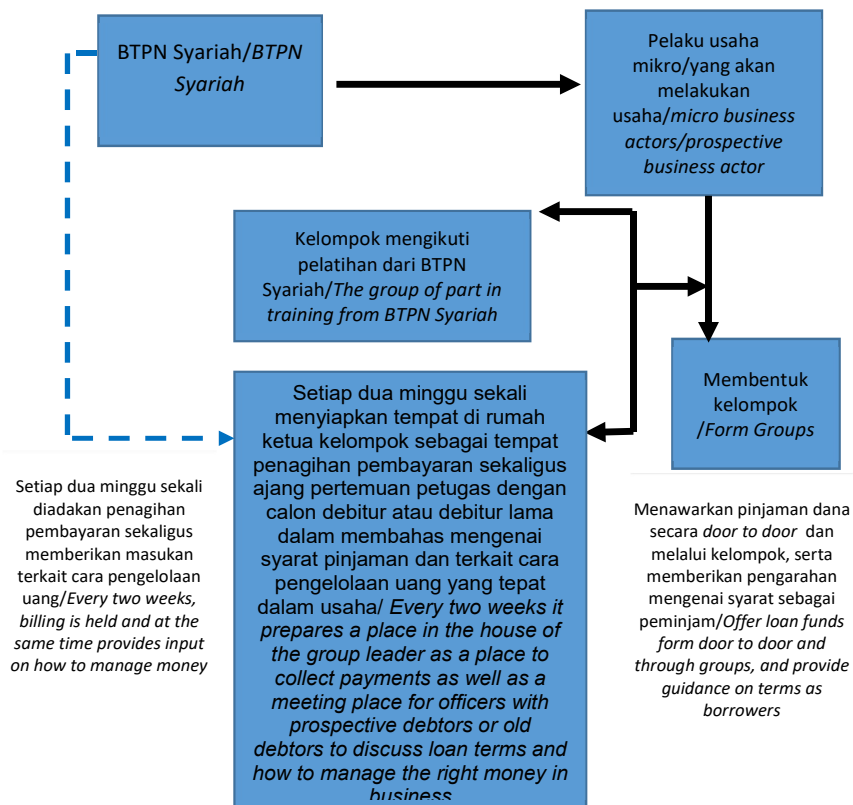 BTPN Syariah/BTPN
Syariah
Pelaku usaha
mikro/yang akan
melakukan
usaha/micro business
actors/prospective
business actor
Kelompok mengikuti
pelatihan dari BTPN
Syariah/The group of part in
training from BTPN Syariah
Membentuk
kelompok
/Form Groups
Setiap dua minggu sekali
menyiapkan tempat di rumah
ketua kelompok sebagai tempat
penagihan pembayaran sekaligus
ajang pertemuan petugas dengan
calon debitur atau debitur lama
dalam membahas mengenai
syarat pinjaman dan terkait cara
pengelolaan uang yang tepat
dalam usaha/ Every two weeks it
prepares a place in the house of
the group leader as a place to
collect payments as well as a
meeting place for officers with
prospective debtors or old
debtors to discuss loan terms and
how to manage the right money in
business
Setiap dua minggu sekali
diadakan penagihan
pembayaran sekaligus
memberikan masukan
terkait cara pengelolaan
uang/Every two weeks,
billing is held and at the
same time provides input
on how to manage money
Menawarkan pinjaman dana
secara door to door dan
melalui kelompok, serta
memberikan pengarahan
mengenai syarat sebagai
peminjam/Offer loan funds
form door to door and
through groups, and provide
guidance on terms as
borrowers